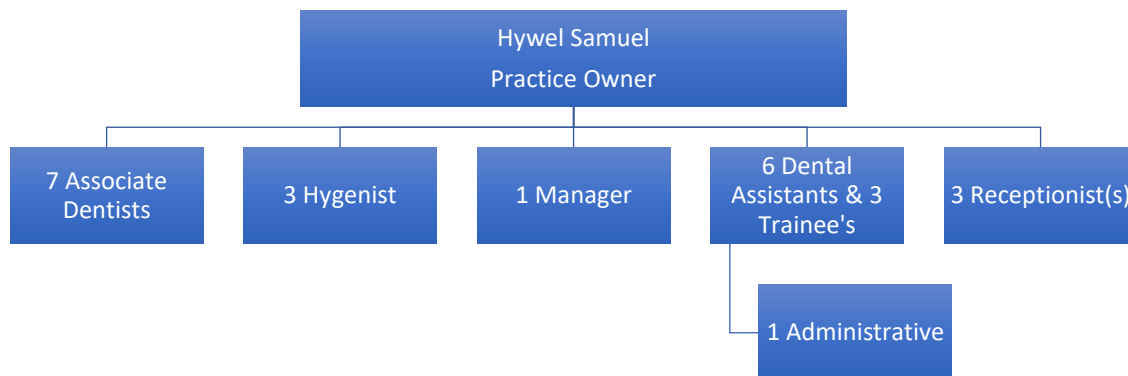 Hywel Samuel
Practice Owner
7 Associate
Dentists
3 Hygenist
1 Manager
6 Dental
Assistants & 3
Trainee's
3 Receptionist(s)
1 Administrative